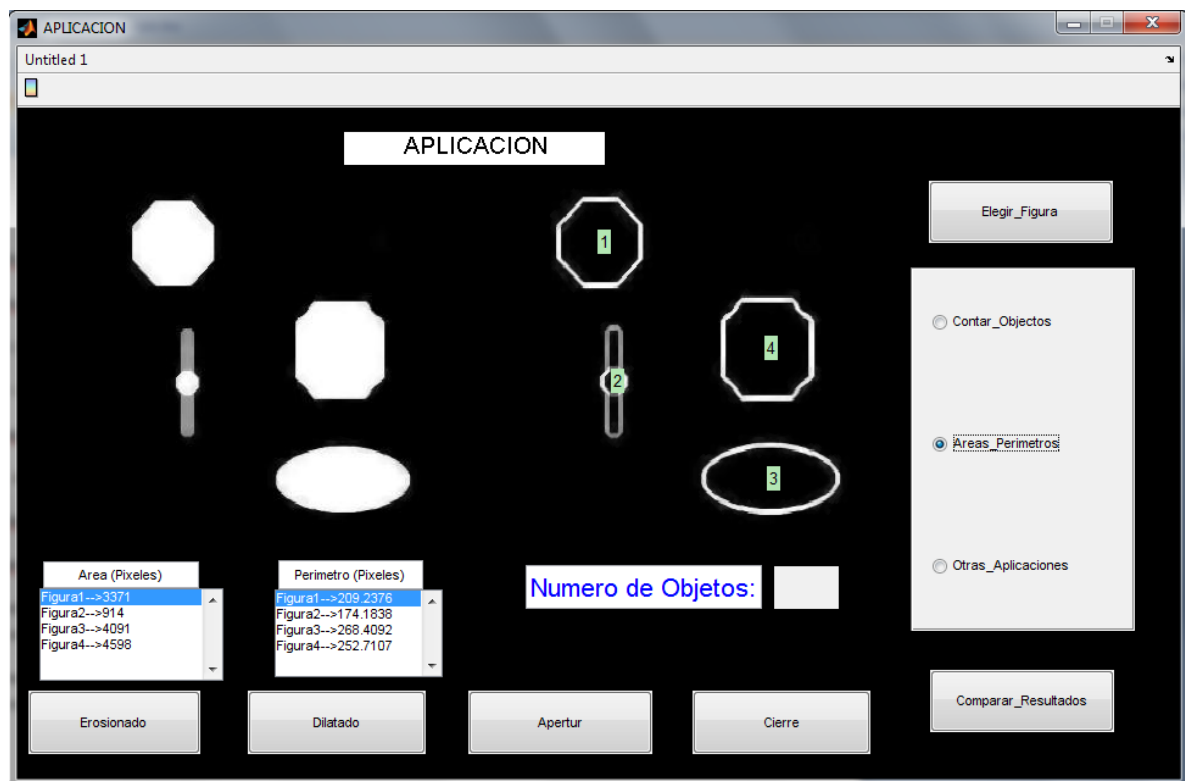 APLICACION
Untitled 1
APLICACION
Elegir_Figura
1
4
2
3
Contar_Objectos
Areas_Perimetros
Otras_Aplicaciones
Area (Pixeles)
Figura1-->3371
Figura2-->914
Figura3-->4091
Figura4-->4598
Perimetro (Pixeles)
Figura1-->209.2376
Figura2-->174.1838
Figura3-->268.4092
Figura4-->252.7107
Numero de Objetos:
Erosionado
Dilatado
Apertur
Cierre
Comparar_Resultados